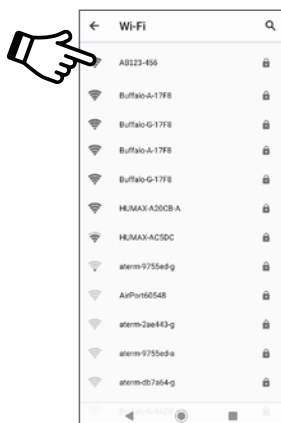 Wi-Fi
AB123-456
Buffalo-A-17F8
Buffalo-G-17F8
Buffalo-A-17F8
Buffalo-G-17F8
HUMAX-A20CB-A
HUMAX-AC5DC
aterm-9755ed-g
AirPort60548
aterm-2ae443-g
aterm-9755ed-a
aterm-db7a64-g